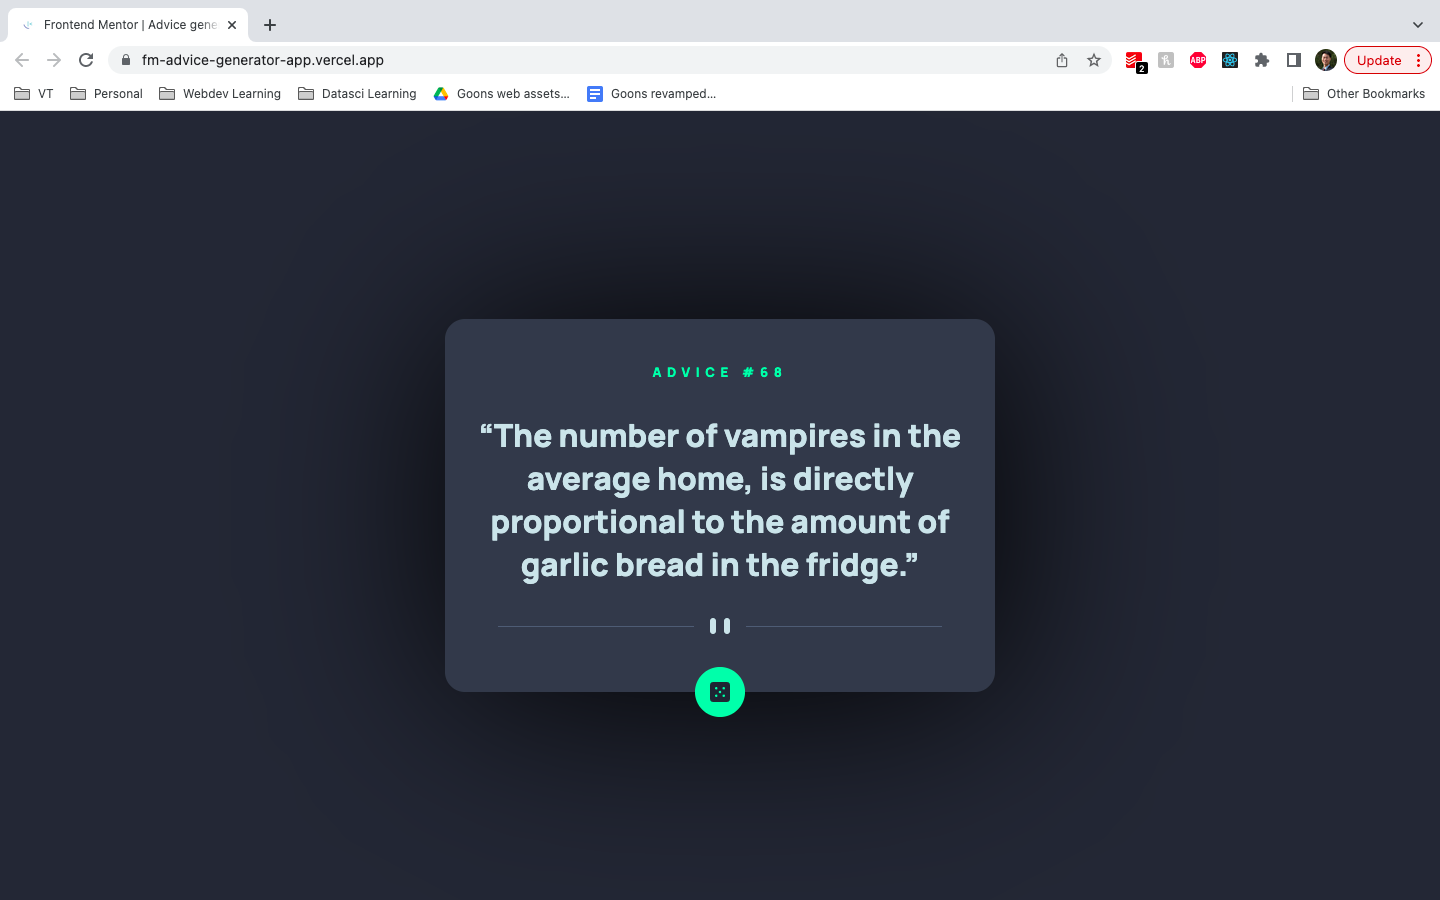 Frontend Mentor | Advice gene
fm-advice-generator-app.vercel.app
2
ABP
Update
VT
Personal
Webdev Learning
Datasci Learning
Goons web assets...
Goons revamped...
Other Bookmarks
ADVICE #68
“The number of vampires in the
average home, is directly
proportional to the amount of
garlic bread in the fridge.”